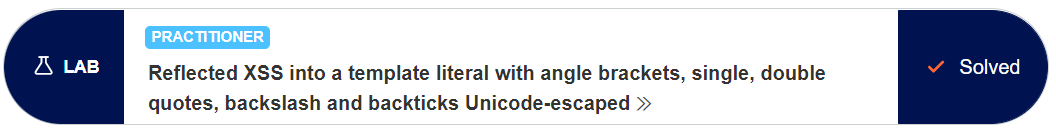 PRACTITIONER
LAB
Reflected XSS into a template literal with angle brackets, single, double
quotes, backslash and backticks Unicode-escaped »
Solved